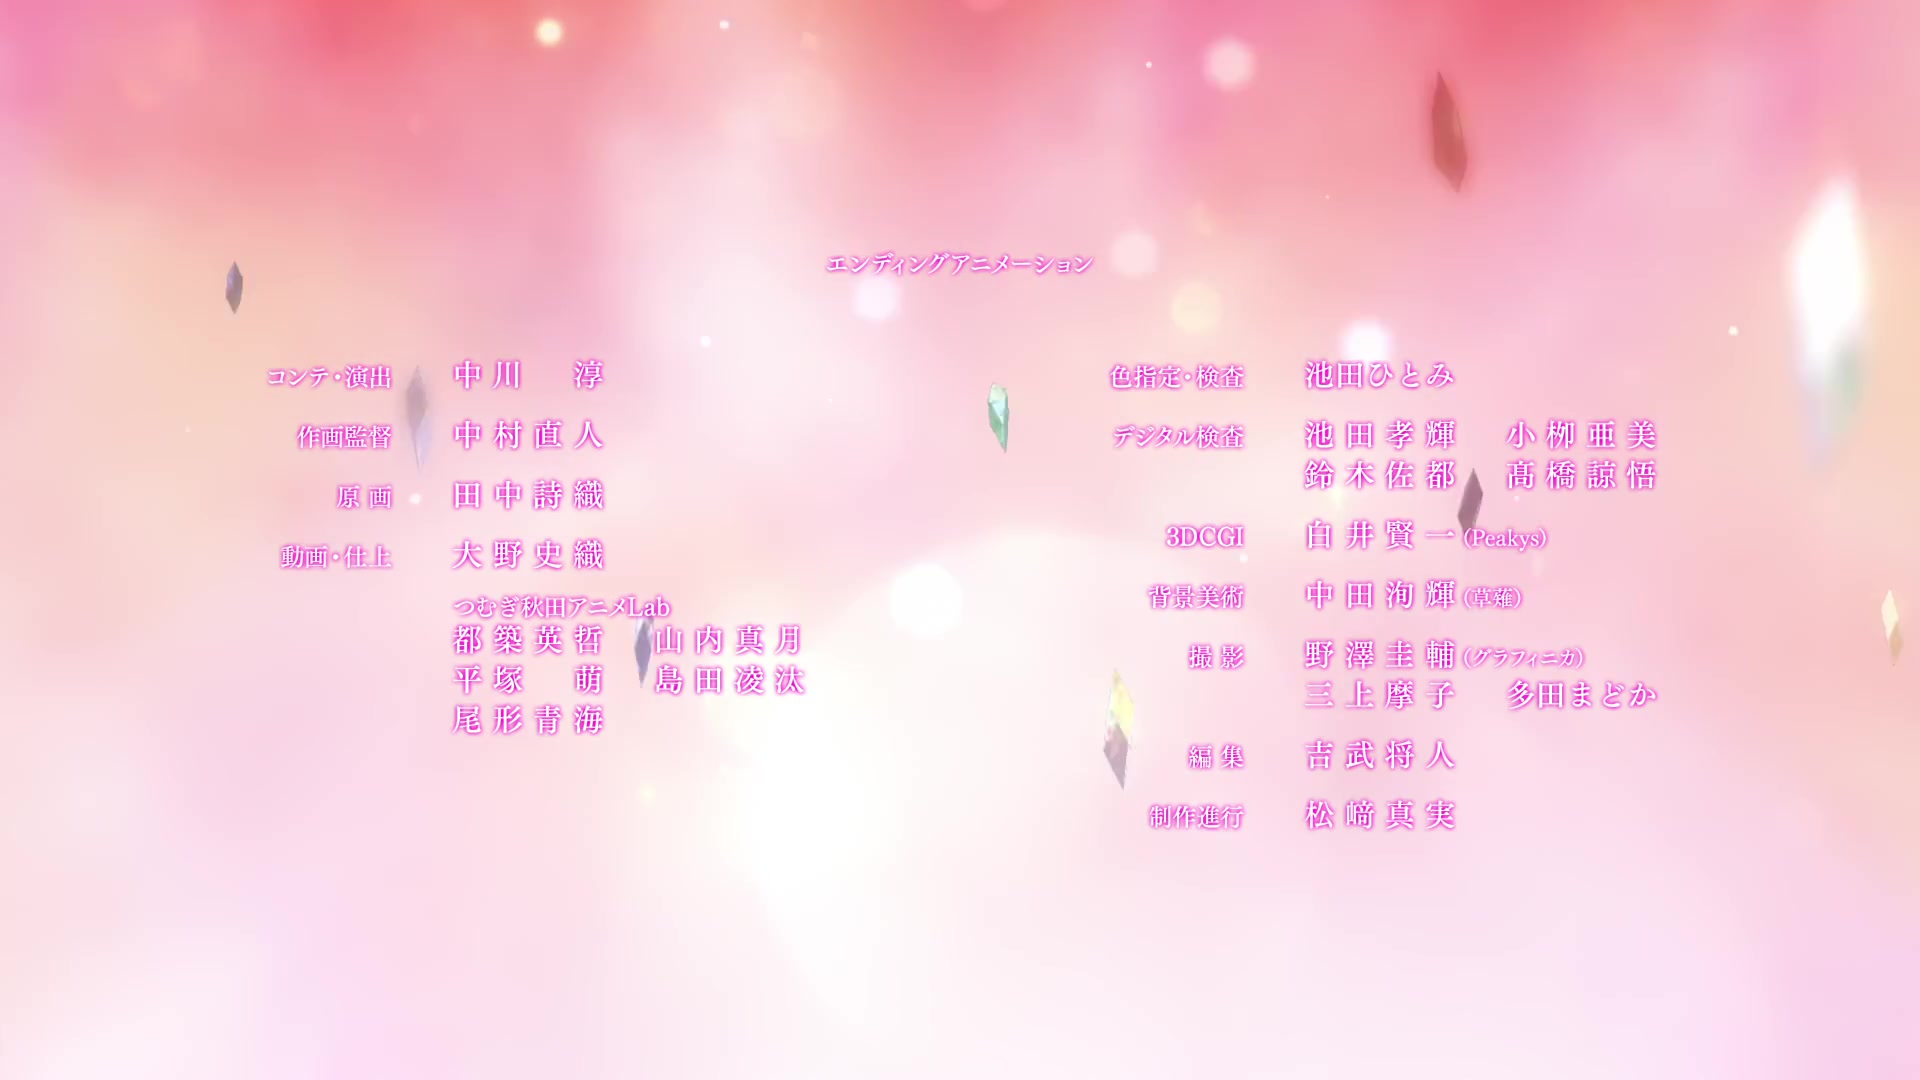 エンディングアニメーション
コンテ・演出 中川 淳
作画監督 中村直人
原画 田中詩織
動画・仕上 大野史織
つむぎ秋田アニメLab
都築英哲 山内真月
平塚 萌 島田凌汰
尾形青海
色指定・検査 池田ひとみ
デジタル検査 池田孝輝 小栁亜美
鈴木佐都 髙橋諒悟
3DCGI 白井賢一(Peakys)
背景美術 中田洵輝(草薙)
撮影 野澤圭輔(グラフィニカ)
三上摩子 多田まどか
編集 吉武将人
制作進行 松﨑真実